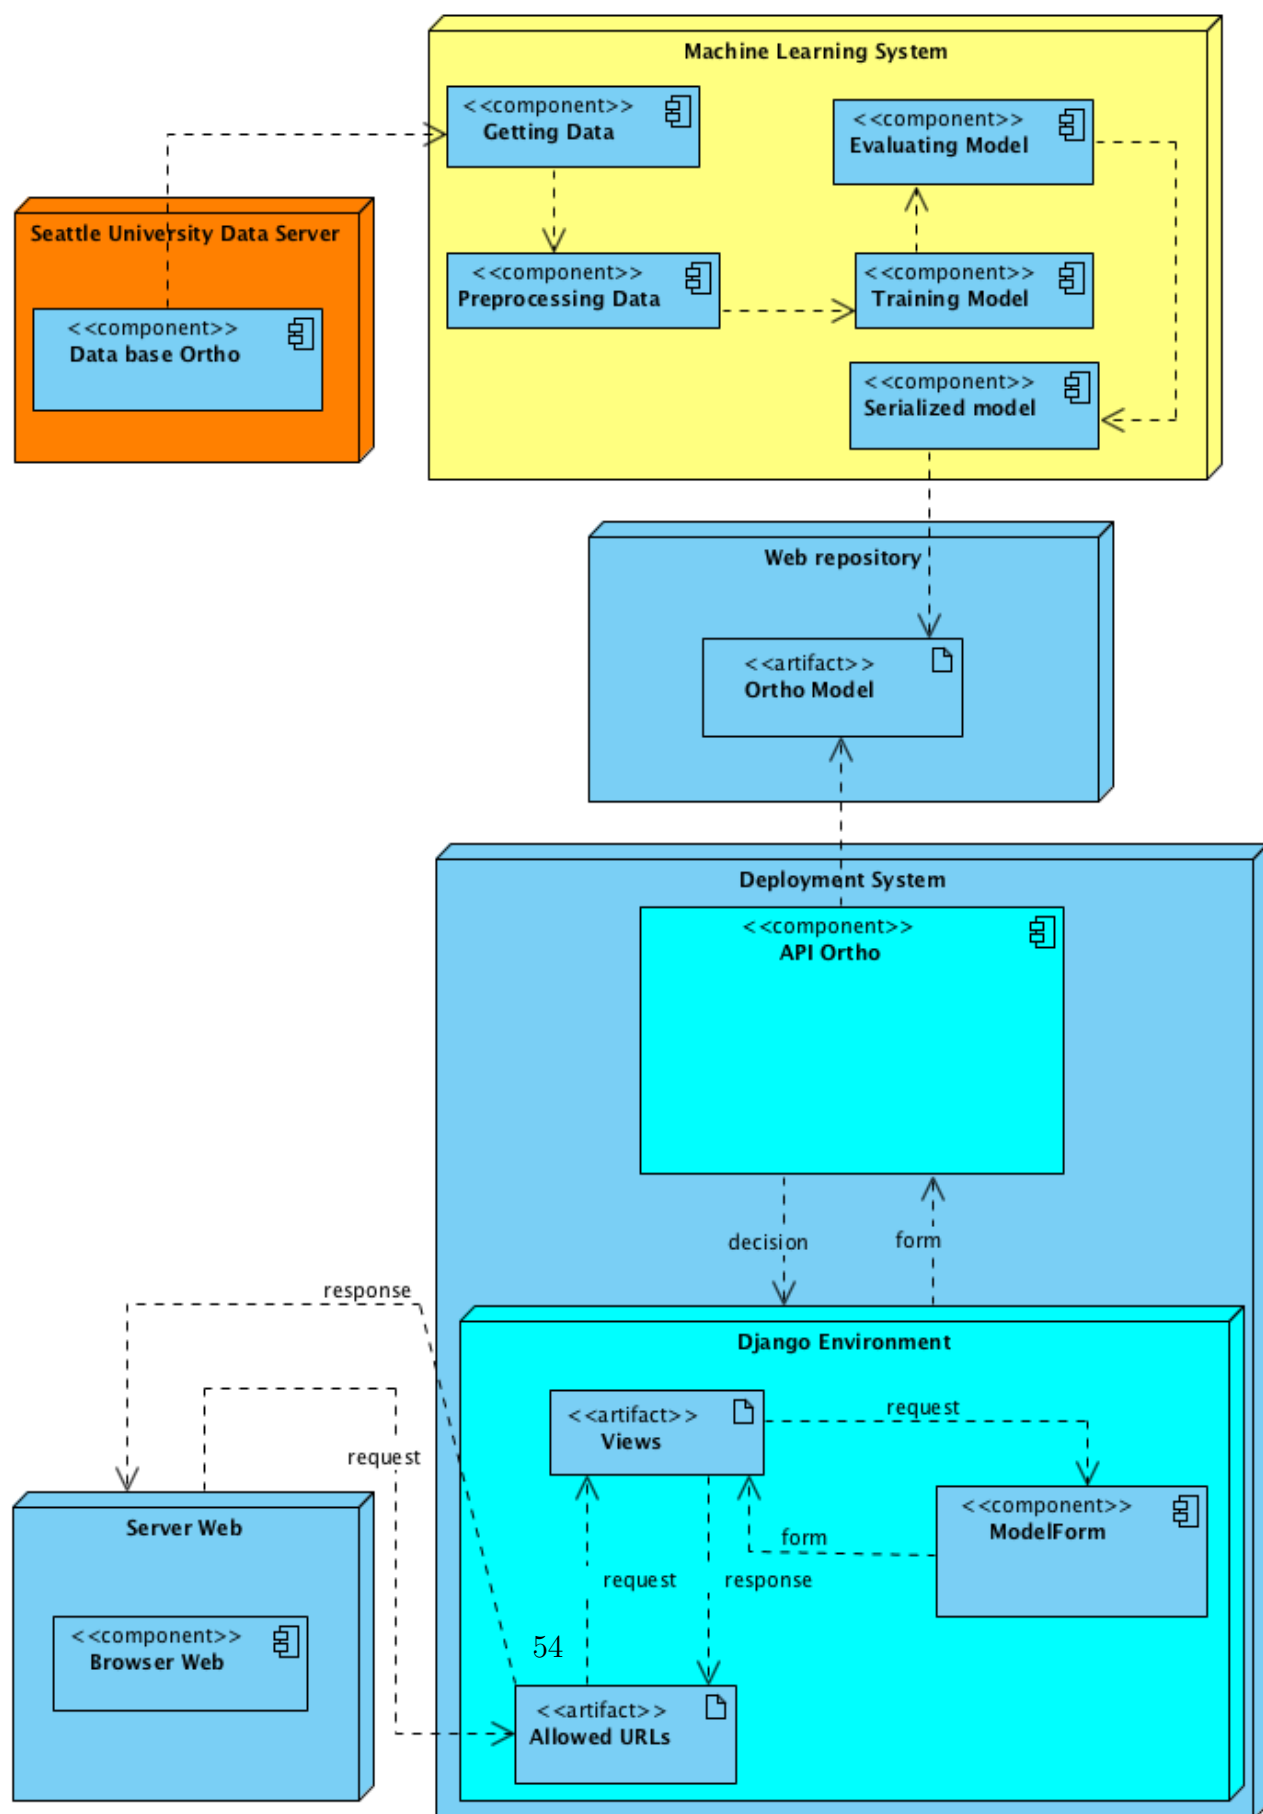 Machine Learning System
<<component>>
Getting Data
<<component>>
Evaluating Model
Seattle University Data Server
<<component>>
Preprocessing Data
<<component>>
Training Model
<<component>>
Data base Ortho
<<component>>
Serialized model
Web repository
<<artifact>>
Ortho Model
Deployment System
<<component>>
API Ortho
decision
form
response
Django Environment
<<artifact>>
Views
request
request
<<component>>
ModelForm
Server Web
form
request
response
<<component>>
Browser Web
54
<<artifact>>
Allowed URLs